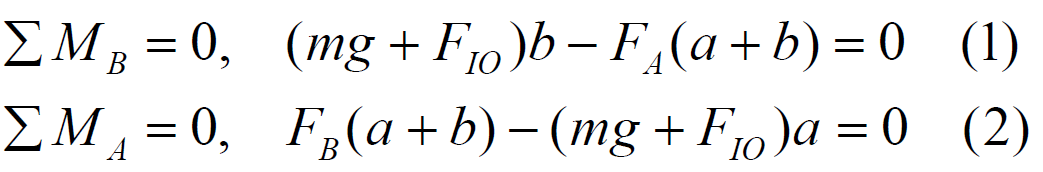 ∑M_B = 0, (mg + F_IO)b − F_A(a + b) = 0 (1)
∑M_A = 0, F_B(a + b) − (mg + F_IO)a = 0 (2)